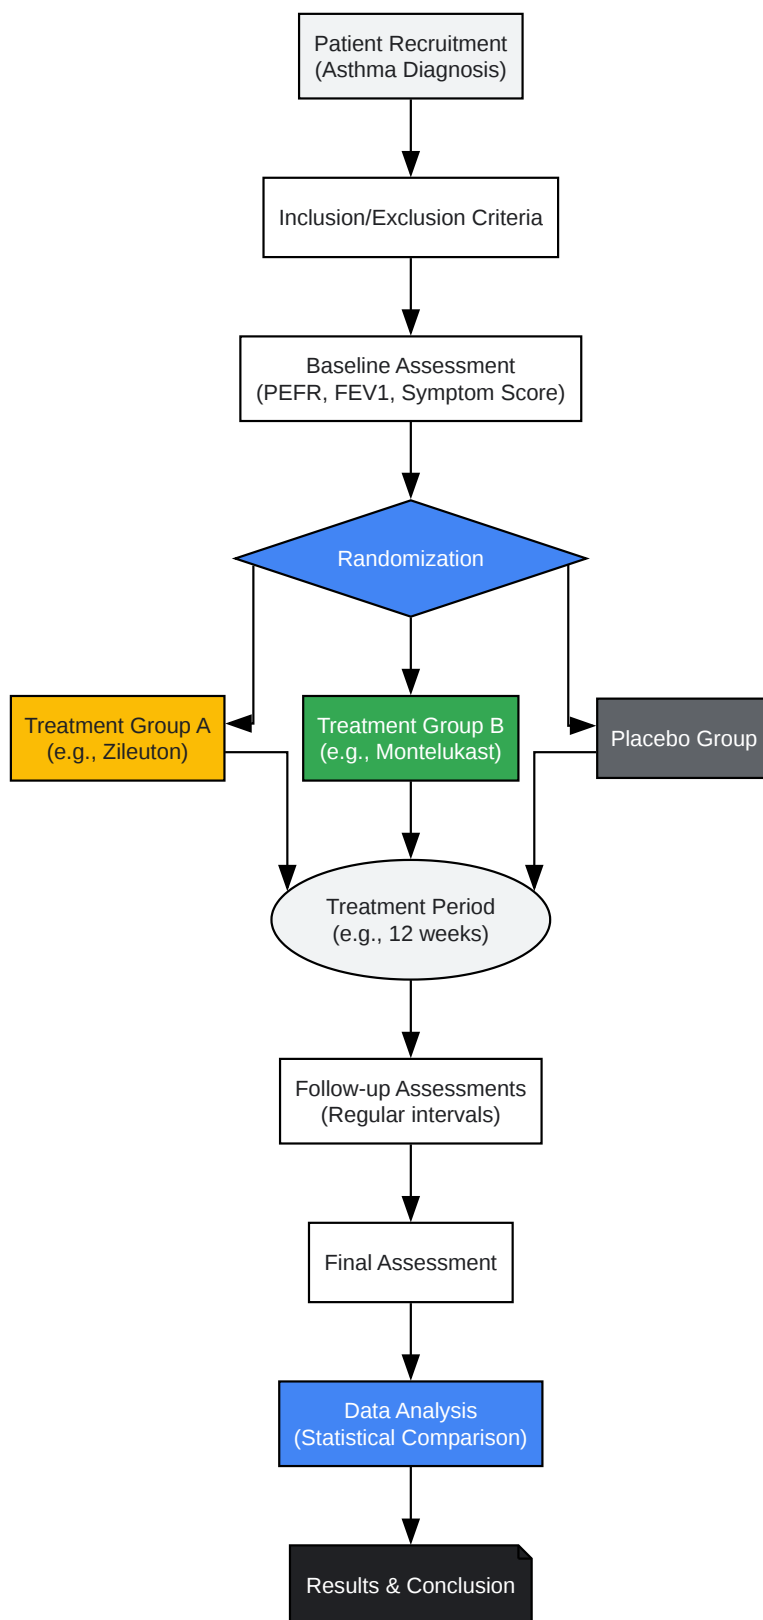 Patient Recruitment
(Asthma Diagnosis)
Inclusion/Exclusion Criteria
Baseline Assessment
(PEFR, FEV1, Symptom Score)
Randomization
Treatment Group A
(e.g., Zileuton)
Treatment Group B
(e.g., Montelukast)
Placebo Group
Treatment Period
(e.g., 12 weeks)
Follow-up Assessments
(Regular intervals)
Final Assessment
Data Analysis
(Statistical Comparison)
Results & Conclusion